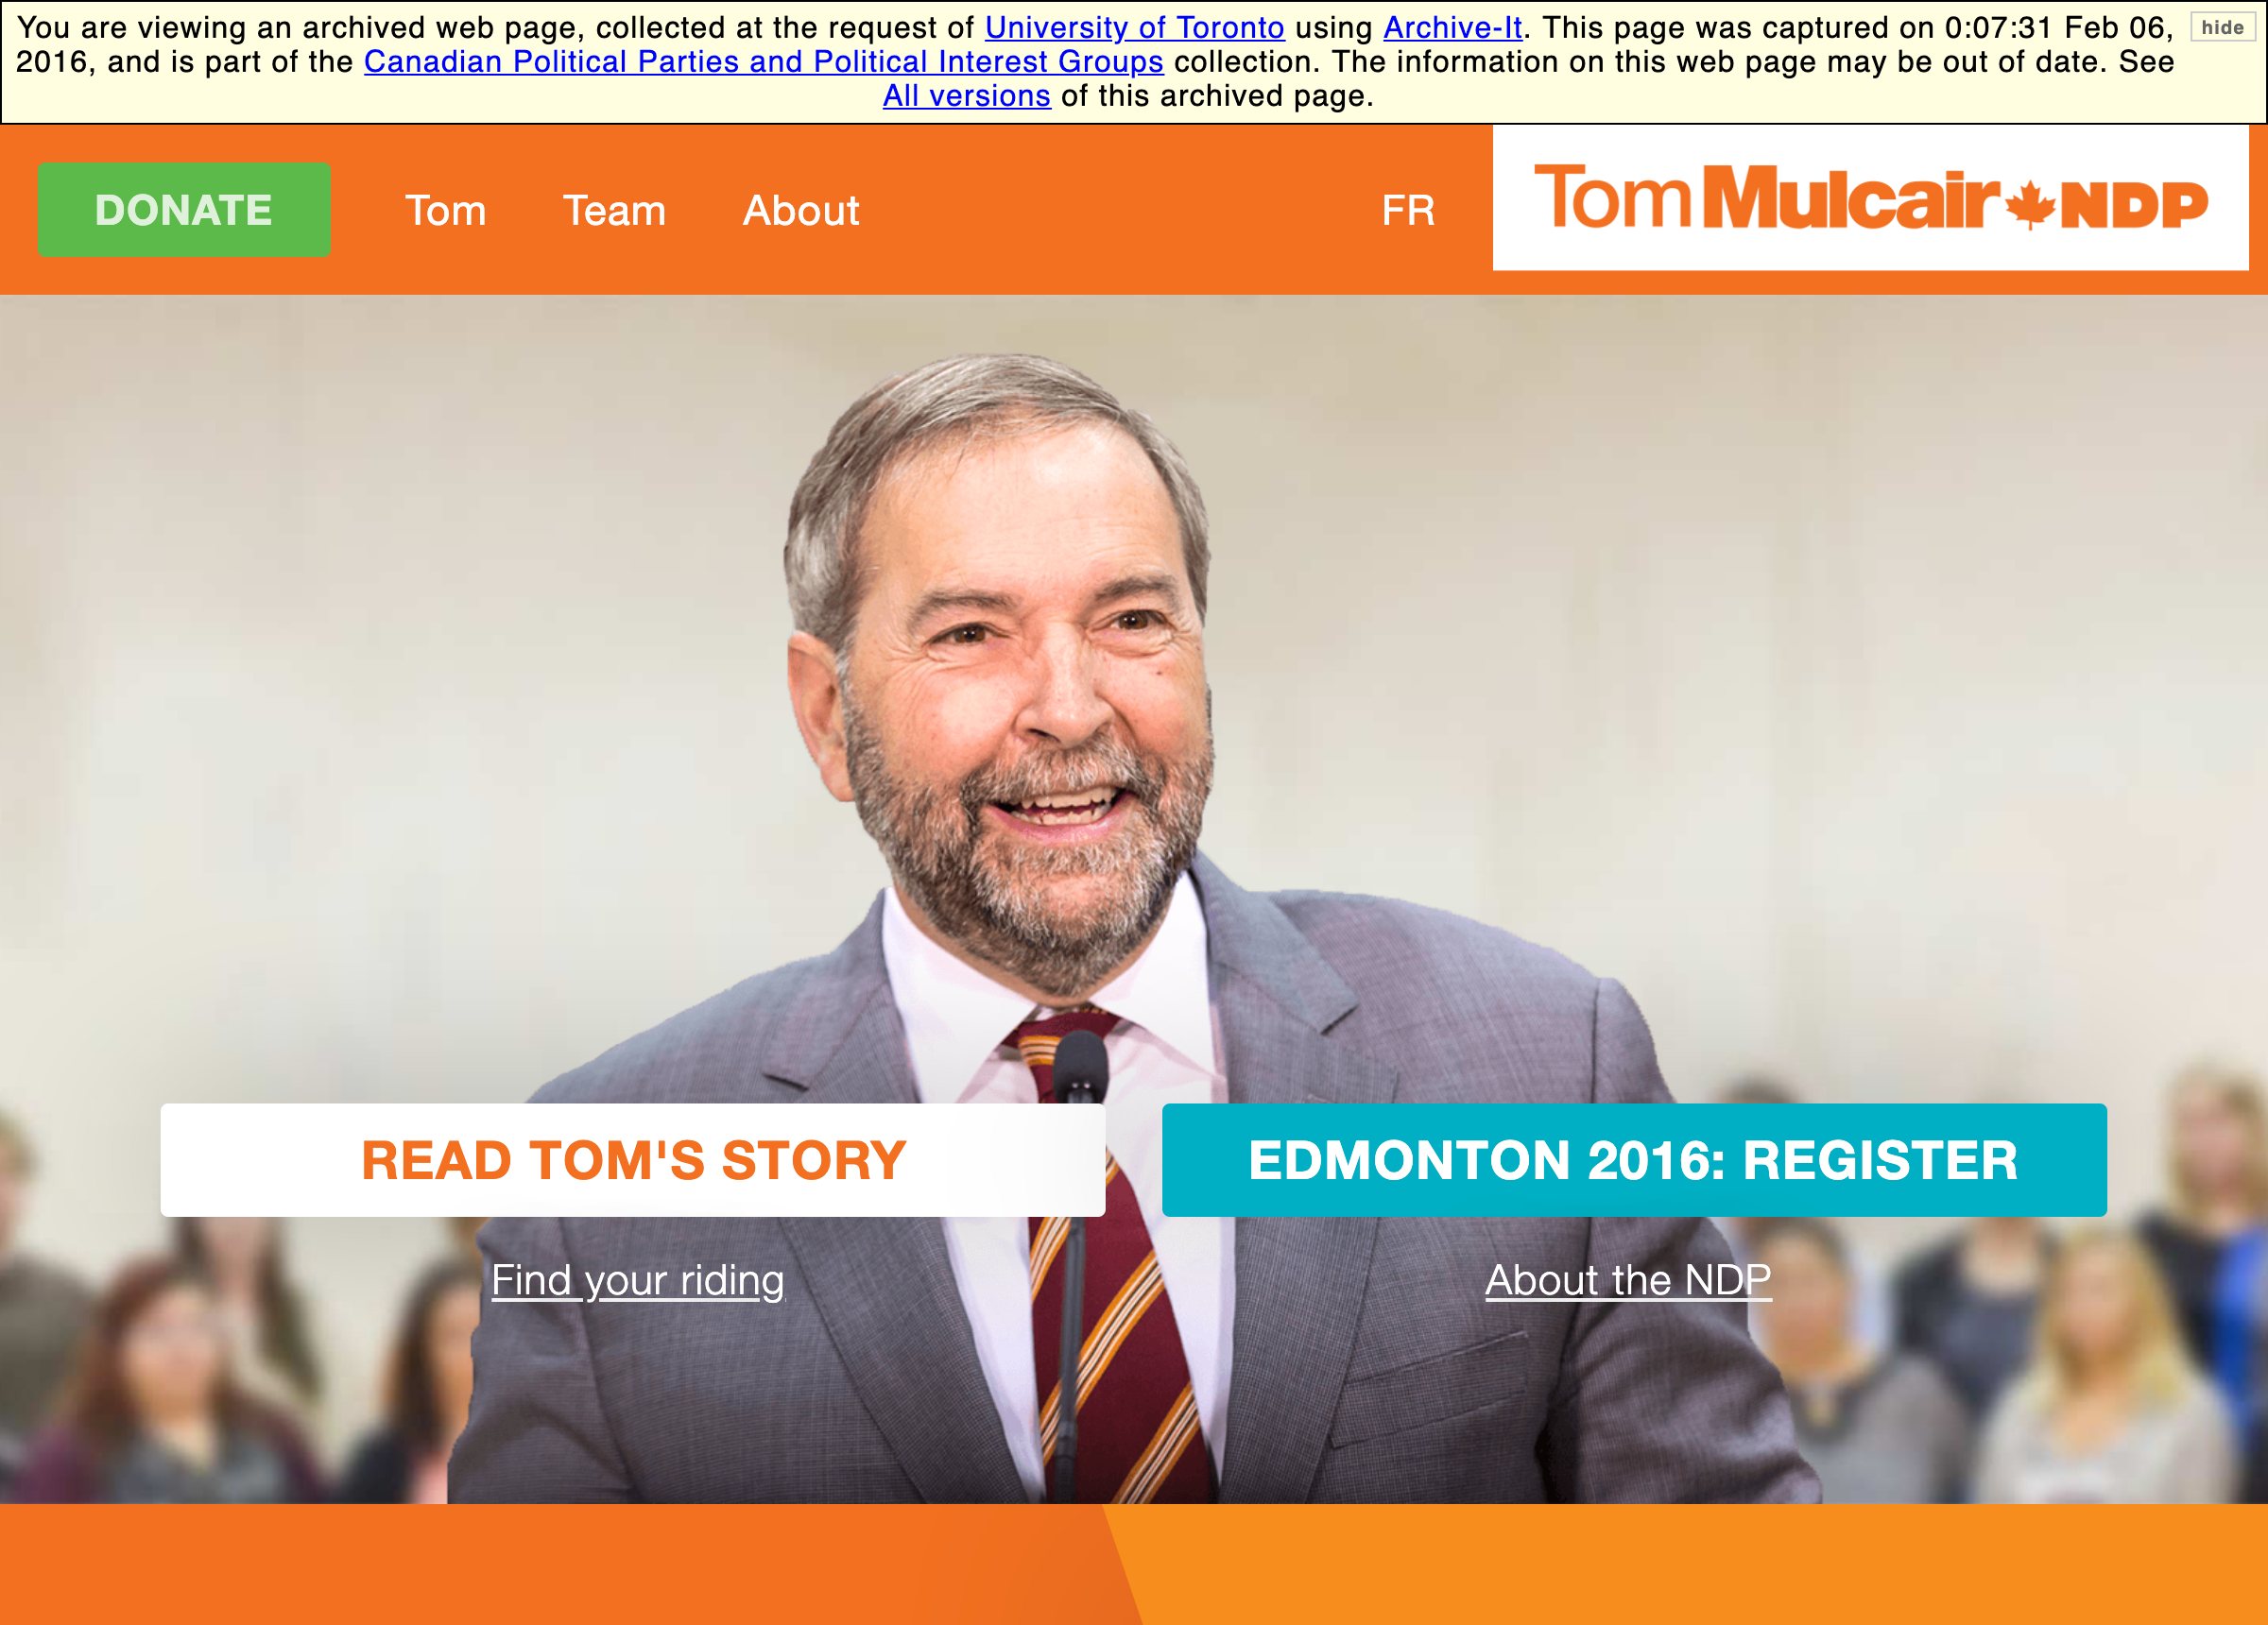 You are viewing an archived web page, collected at the request of University of Toronto using Archive-It. This page was captured on 0:07:31 Feb 06,
hide
2016, and is part of the Canadian Political Parties and Political Interest Groups collection. The information on this web page may be out of date. See
All versions of this archived page.
DONATE Tom Team About FR Tom Mulcair NDP
READ TOM'S STORY EDMONTON 2016: REGISTER
Find your riding About the NDP